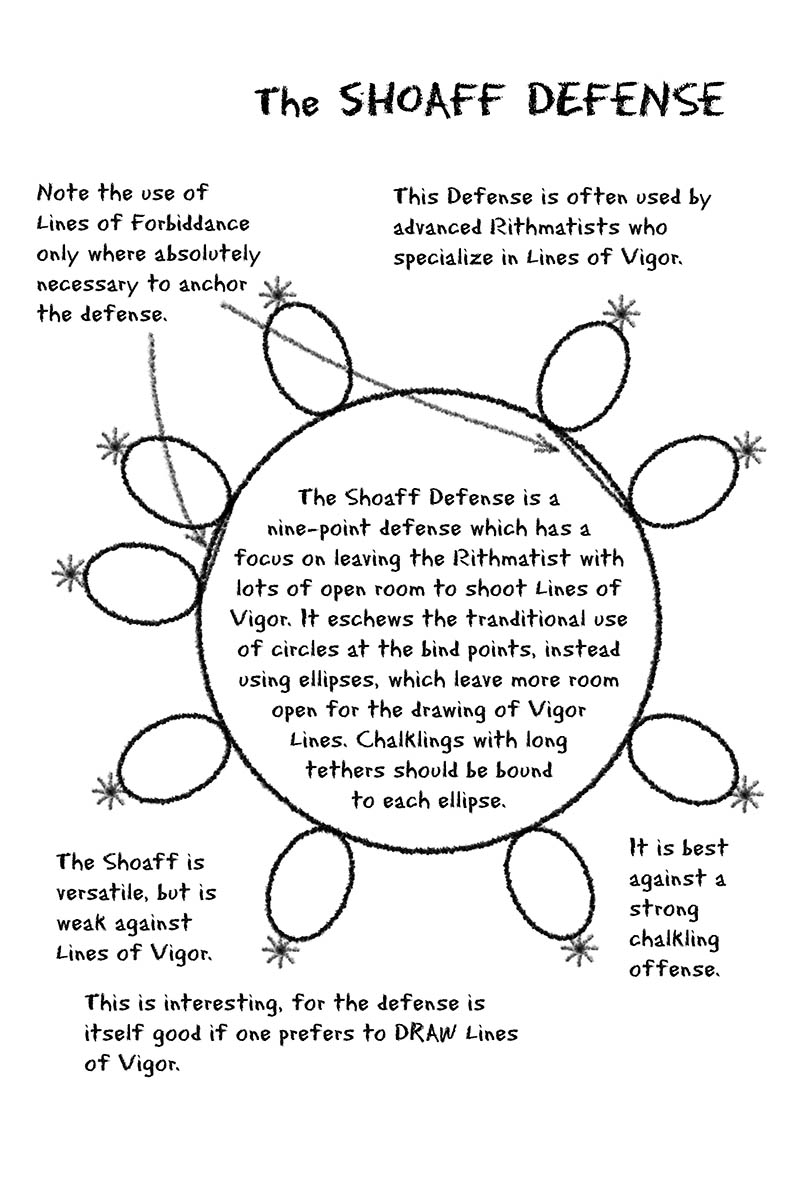 The SHOAFF DEFENSE
Note the use of
Lines of Forbiddance
only where absolutely
necessary to anchor
the defense.
This Defense is often used by
advanced Rithmatists who
specialize in Lines of Vigor.
The Shoaff Defense is a
nine-point defense which has a
focus on leaving the Rithmatist with
lots of open room to shoot Lines of
Vigor. It eschews the tranditional use
of circles at the bind points, instead
using ellipses, which leave more room
open for the drawing of Vigor
Lines. Chalklings with long
tethers should be bound
to each ellipse.
The Shoaff is
versatile, but is
weak against
Lines of Vigor.
It is best
against a
strong
chalkling
offense.
This is interesting, for the defense is
itself good if one prefers to DRAW Lines
of Vigor.